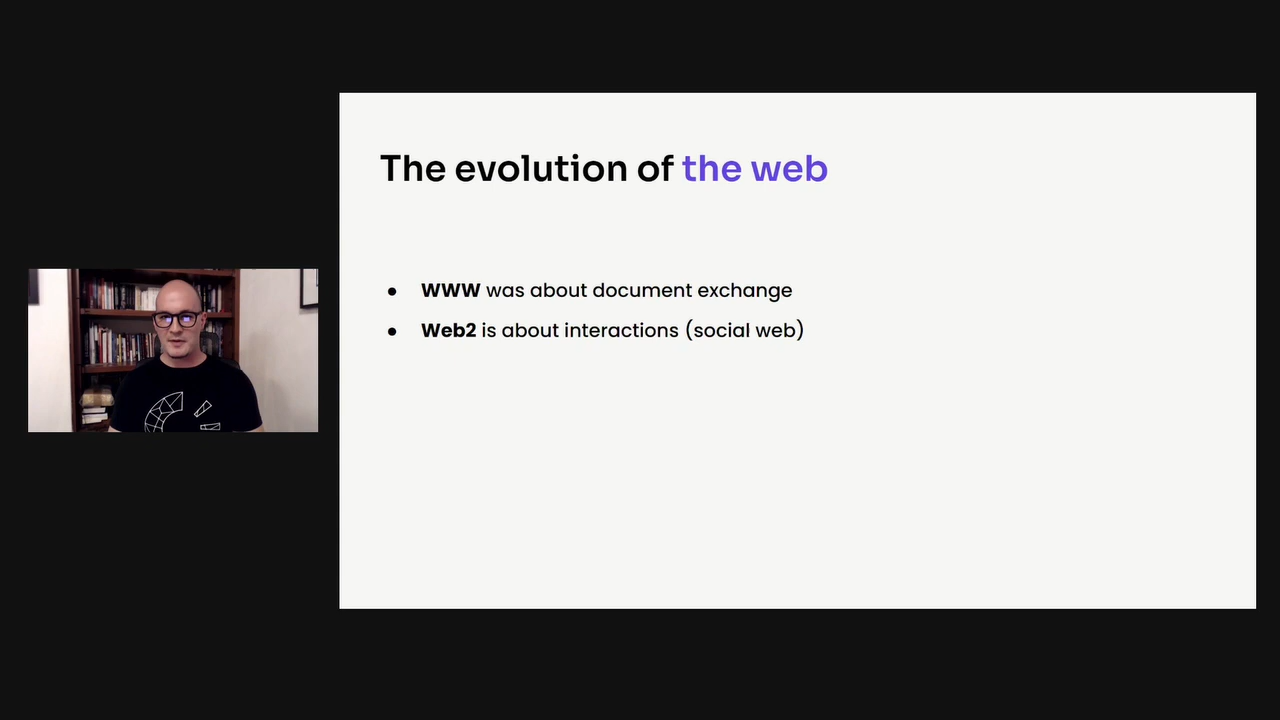 The evolution of the web
● WWW was about document exchange
● Web2 is about interactions (social web)